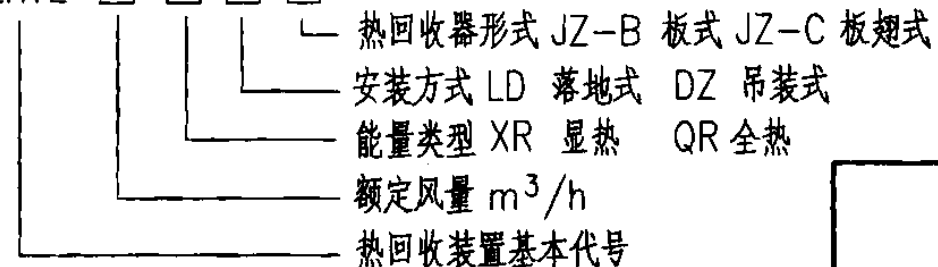 热回收器形式 JZ-B 板式 JZ-C 板翅式
安装方式 LD 落地式 DZ 吊装式
能量类型 XR 显热 QR 全热
额定风量 m³/h
热回收装置基本代号